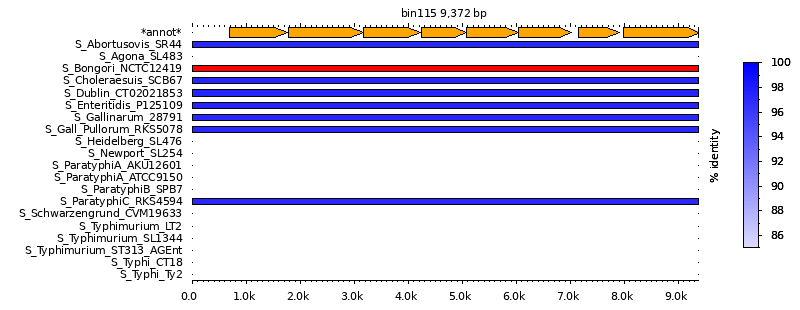 bin115 9,372 bp
*annot*
S_Abortusovis_SR44
S_Agona_SL483
S_Bongori_NCTC12419
S_Choleraesuis_SCB67
S_Dublin_CT02021853
S_Enteritidis_P125109
S_Gallinarum_28791
S_Gall_Pullorum_RKS5078
S_Heidelberg_SL476
S_Newport_SL254
S_ParatyphiA_AKU12601
S_ParatyphiA_ATCC9150
S_ParatyphiB_SPB7
S_ParatyphiC_RKS4594
S_Schwarzengrund_CVM19633
S_Typhimurium_LT2
S_Typhimurium_SL1344
S_Typhimurium_ST313_AGEnt
S_Typhi_CT18
S_Typhi_Ty2
0.0 1.0k 2.0k 3.0k 4.0k 5.0k 6.0k 7.0k 8.0k 9.0k
% identity
100
98
96
94
92
90
88
86